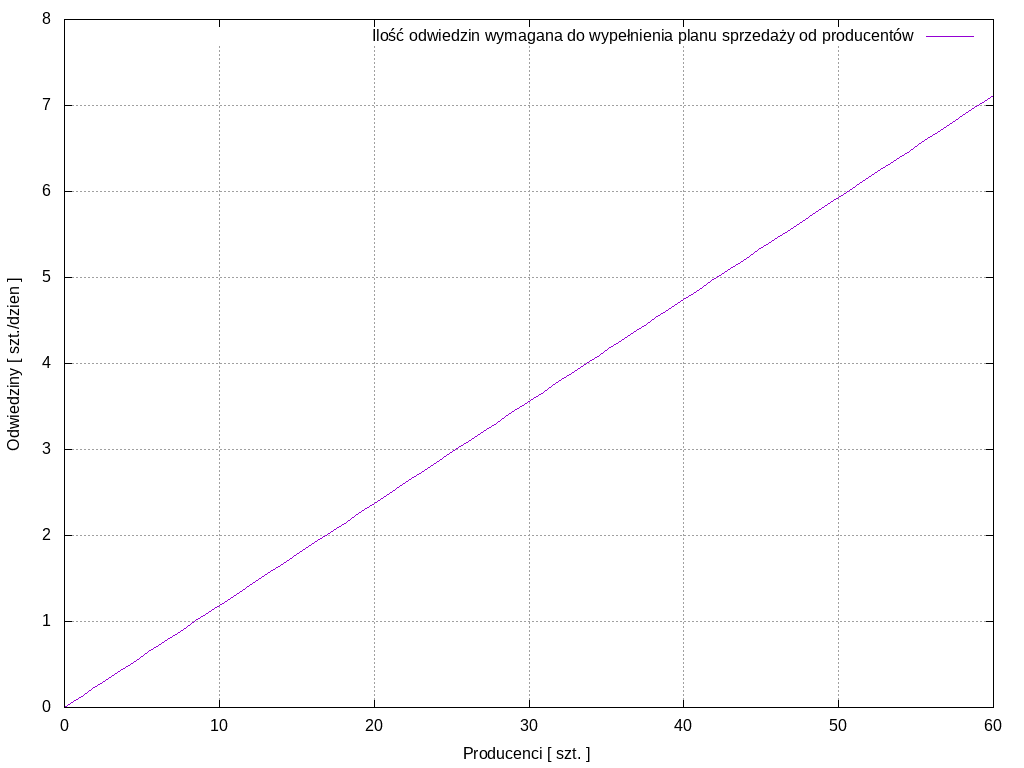 Ilość odwiedzin wymagana do wypełnienia planu sprzedaży od producentów
8
7
6
5
4
3
2
1
0
Odwiedziny [ szt./dzien ]
0 10 20 30 40 50 60
Producenci [ szt. ]